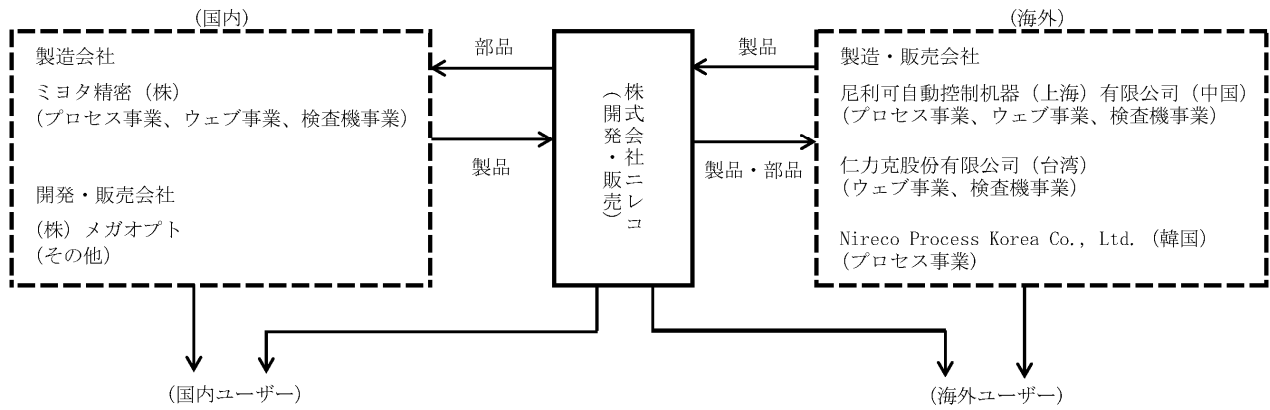 (国内)
製造会社
ミヨタ精密（株）
(プロセス事業、ウェブ事業、検査機事業)
開発・販売会社
(株）メガオプト
(その他)
部品
製品
株式会社ニレコ
(開発・販売)
製品
製品・部品
(海外)
製造・販売会社
尼利可自動控制机器（上海）有限公司（中国）
(プロセス事業、ウェブ事業、検査機事業)
仁力克股份有限公司（台湾）
(ウェブ事業、検査機事業)
Nireco Process Korea Co., Ltd.（韓国）
(プロセス事業)
(国内ユーザー)
(海外ユーザー)